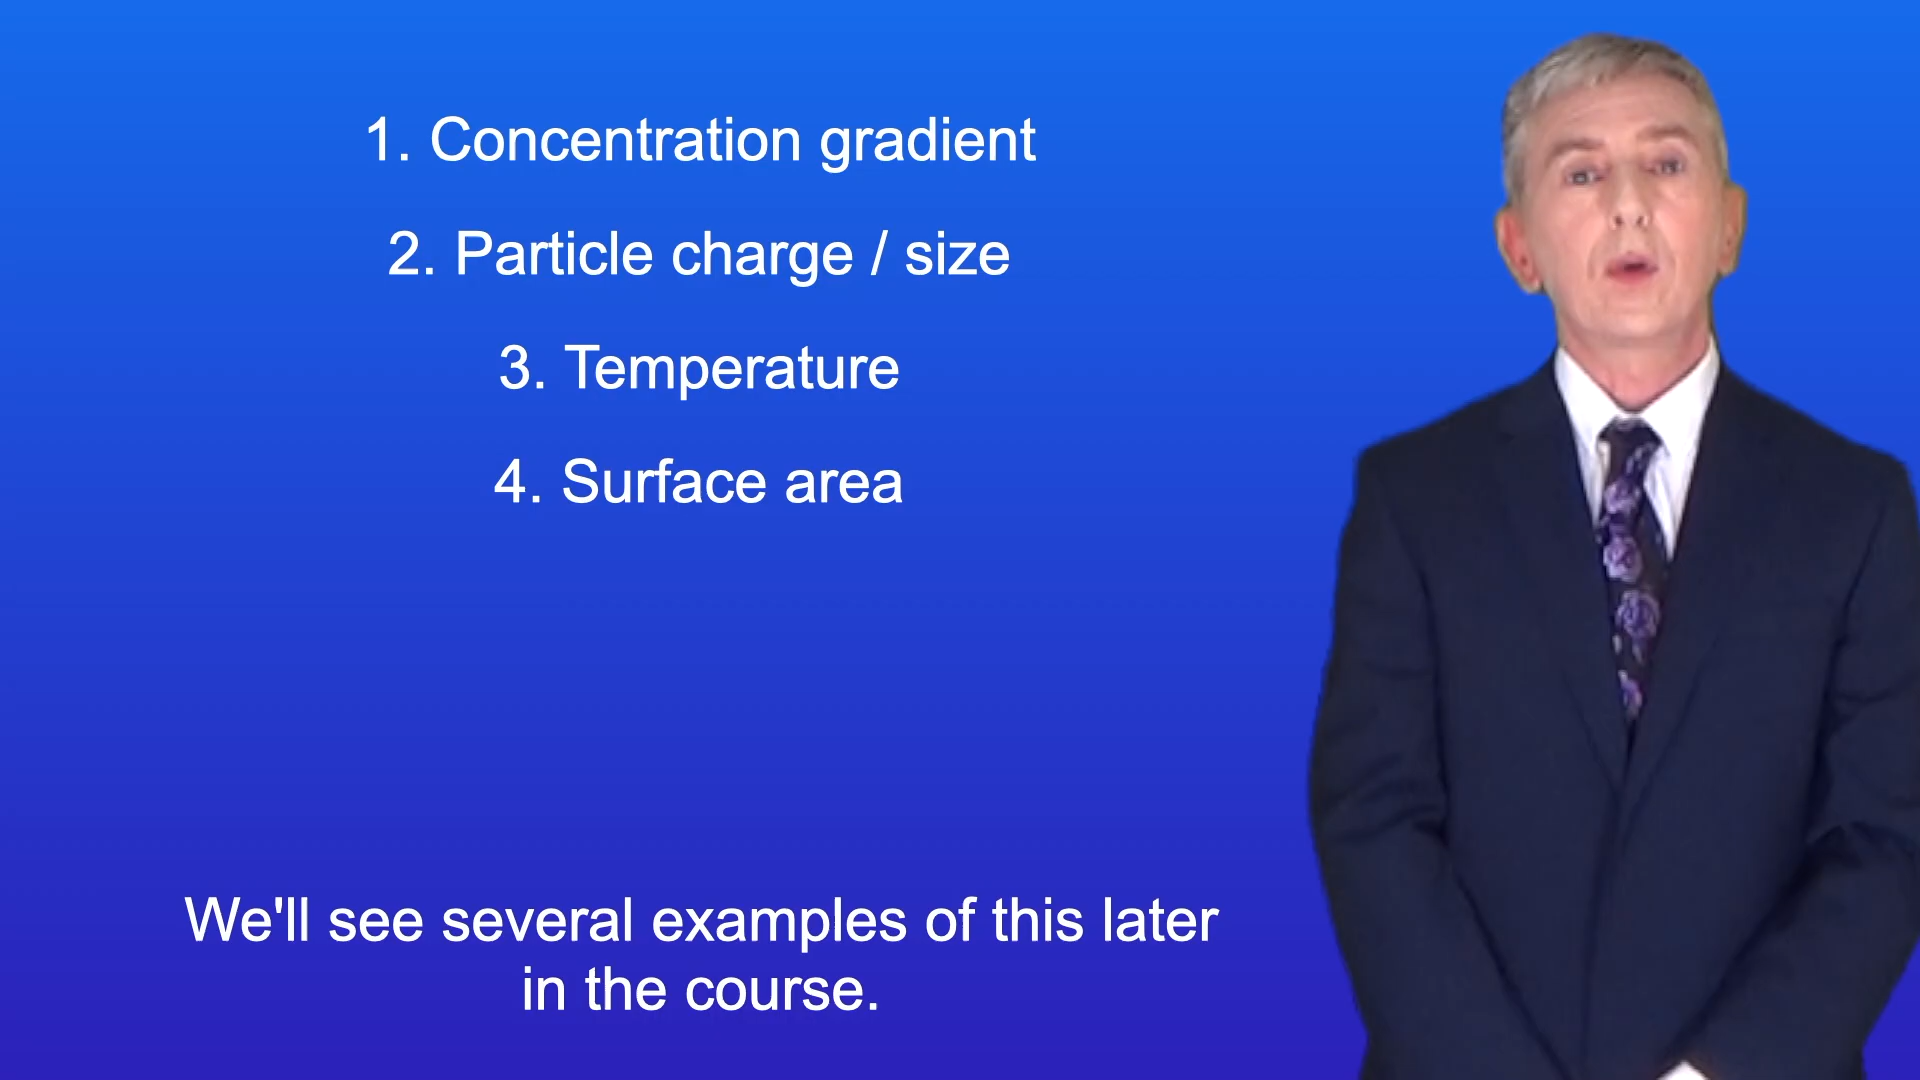 1. Concentration gradient
2. Particle charge / size
3. Temperature
4. Surface area
We'll see several examples of this later
in the course.